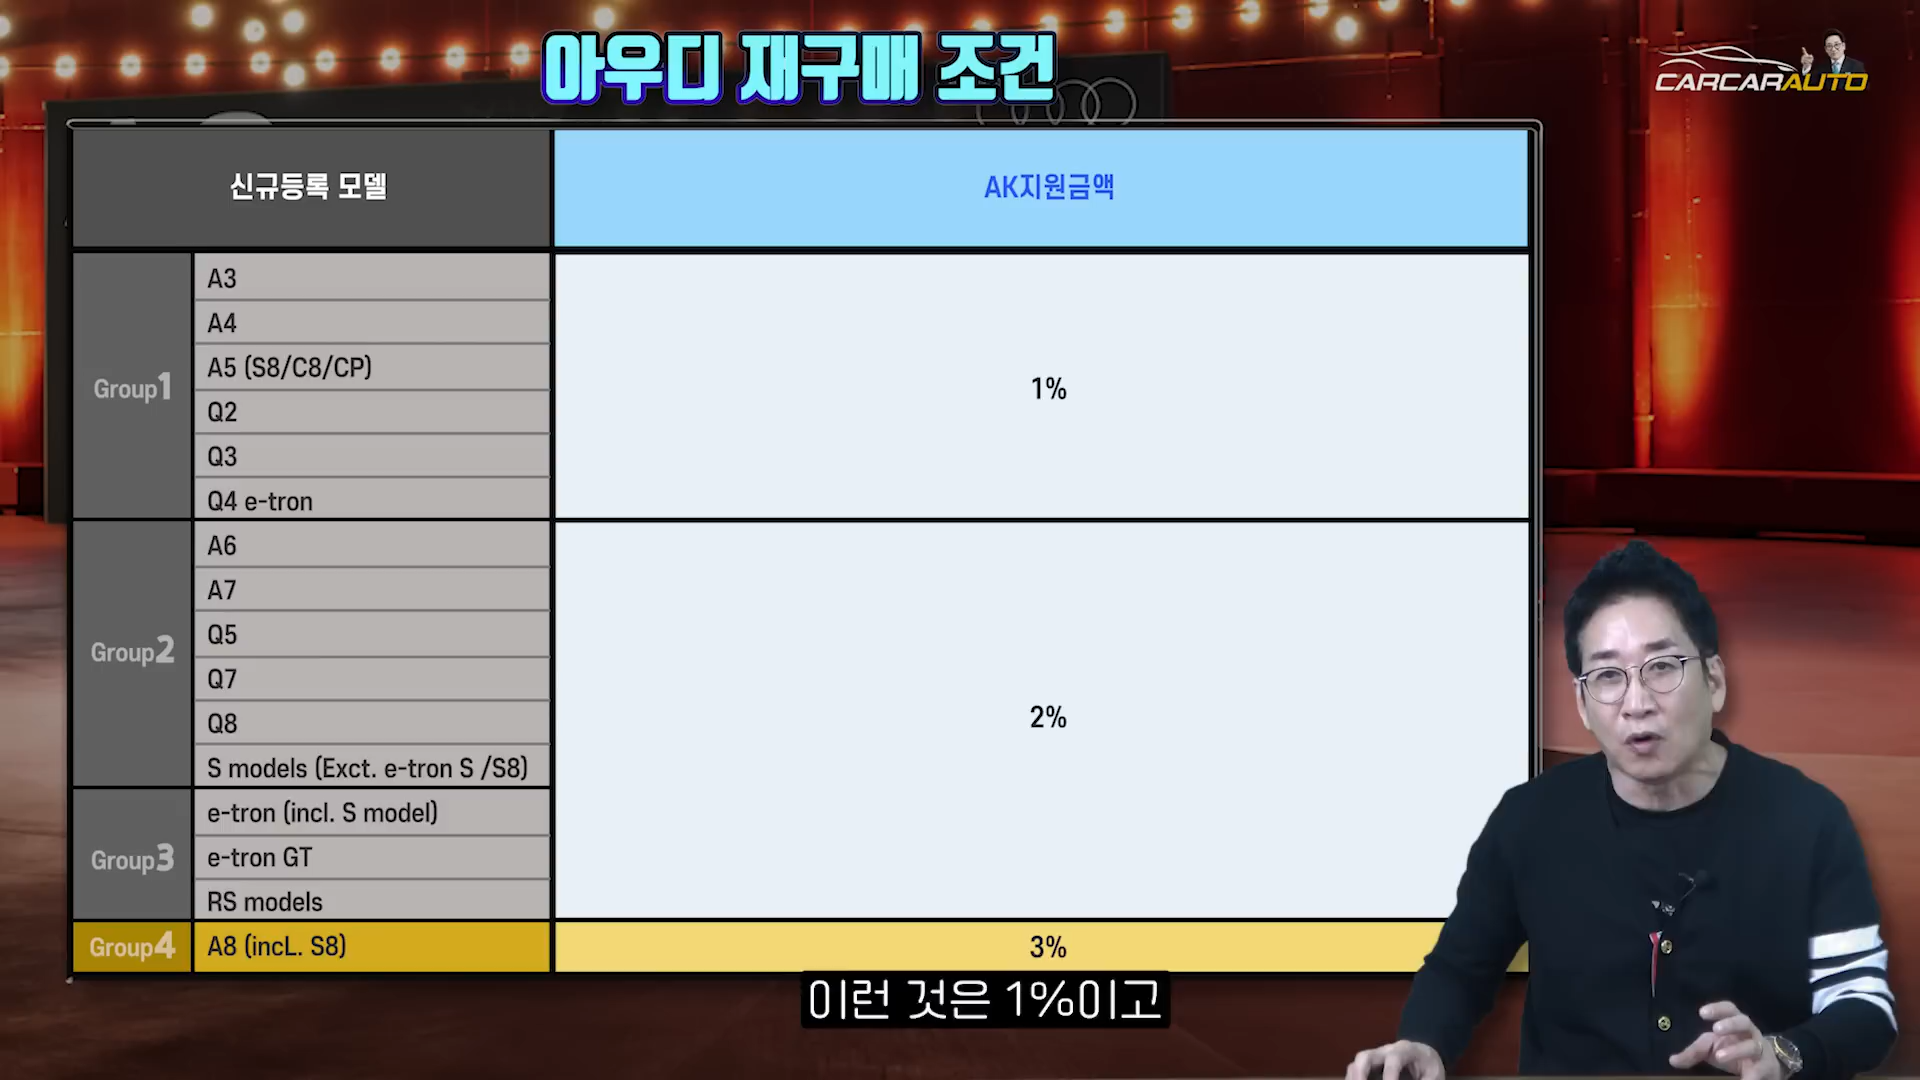 아우디 재구매 조건
CARCARAUTO
신규등록 모델
AK지원금액
Group1
A3
A4
A5 (S8/C8/CP)
Q2
Q3
Q4 e-tron
1%
Group2
A6
A7
Q5
Q7
Q8
S models (Exct. e-tron S /S8)
2%
Group3
e-tron (incl. S model)
e-tron GT
RS models
Group4
A8 (incL. S8)
3%
이런 것은 1%이고